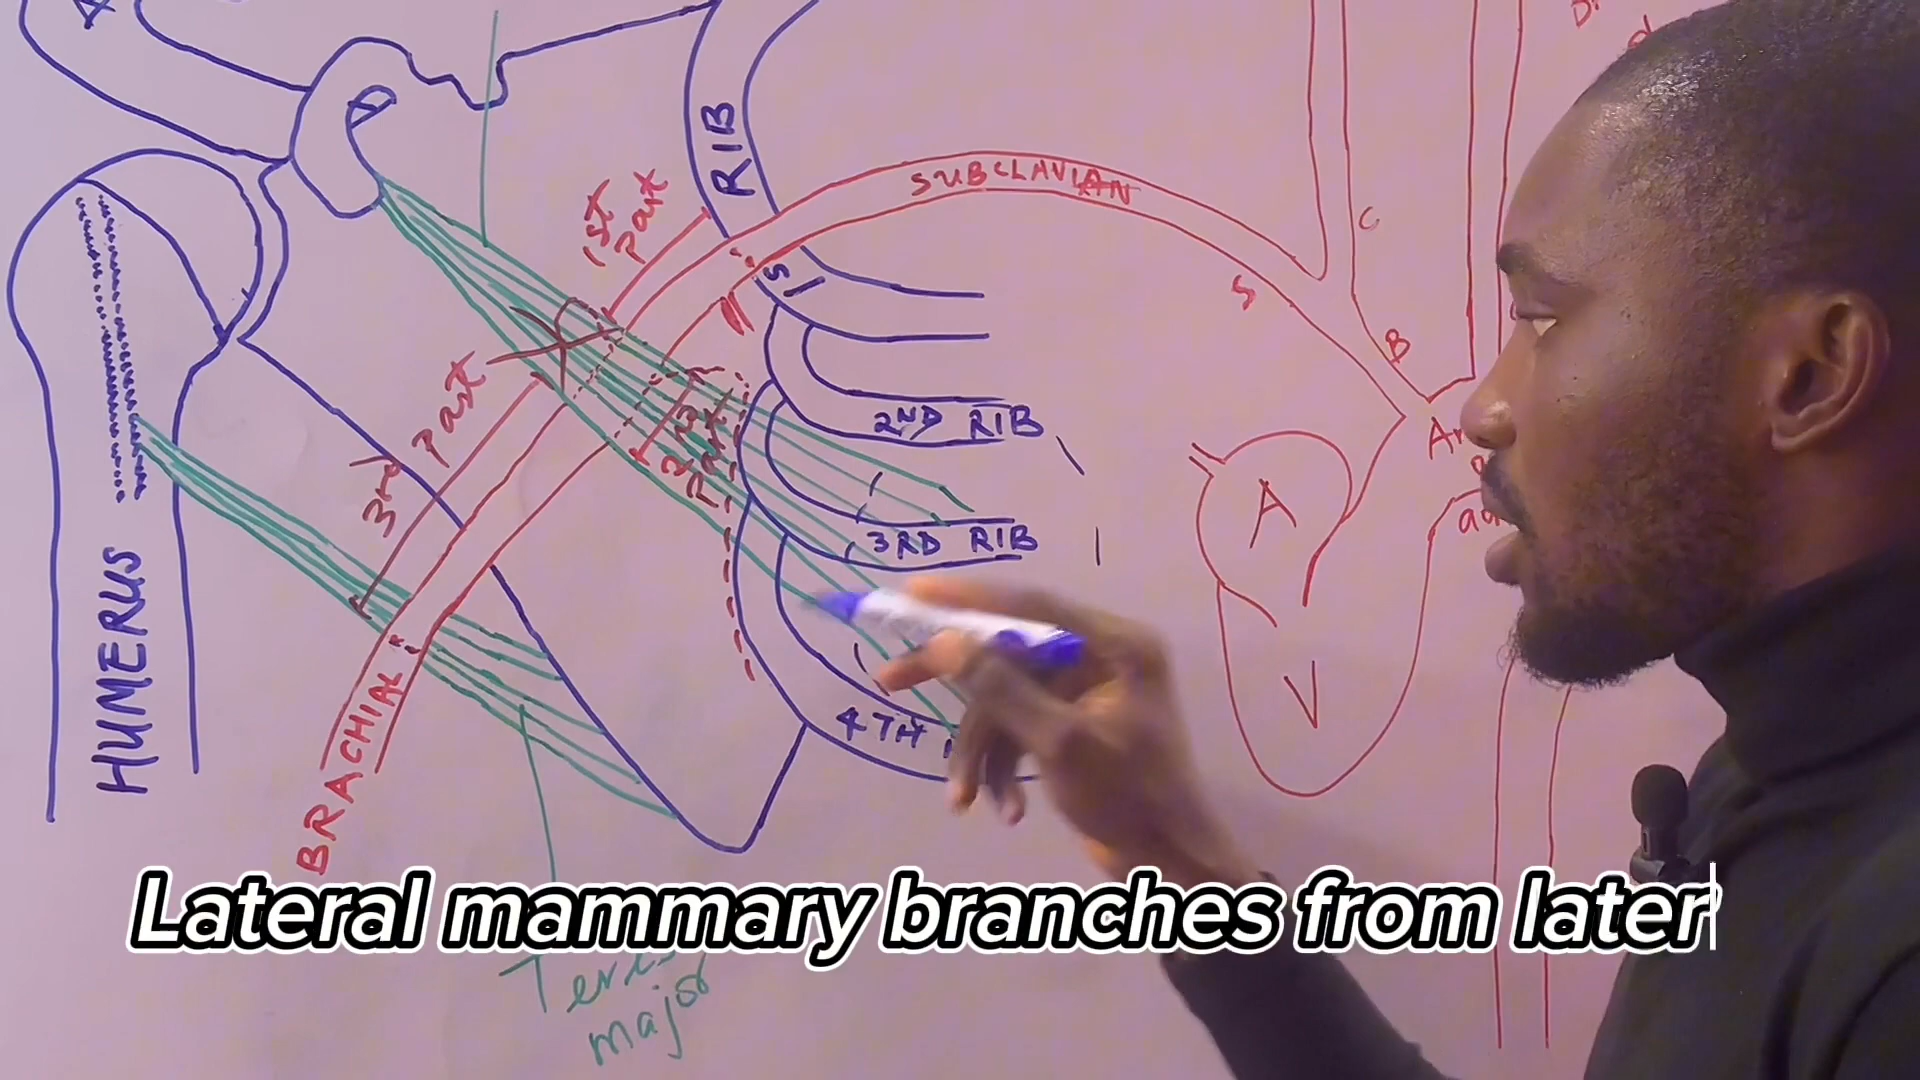 RIB
1st
part
SUBCLAVIAN
1S
C
S
B
3rd part
2nd
part
2ND RIB
3RD RIB
4TH
A
V
HUMERUS
BRACHIAL
Lateral mammary branches from later
Teres
major